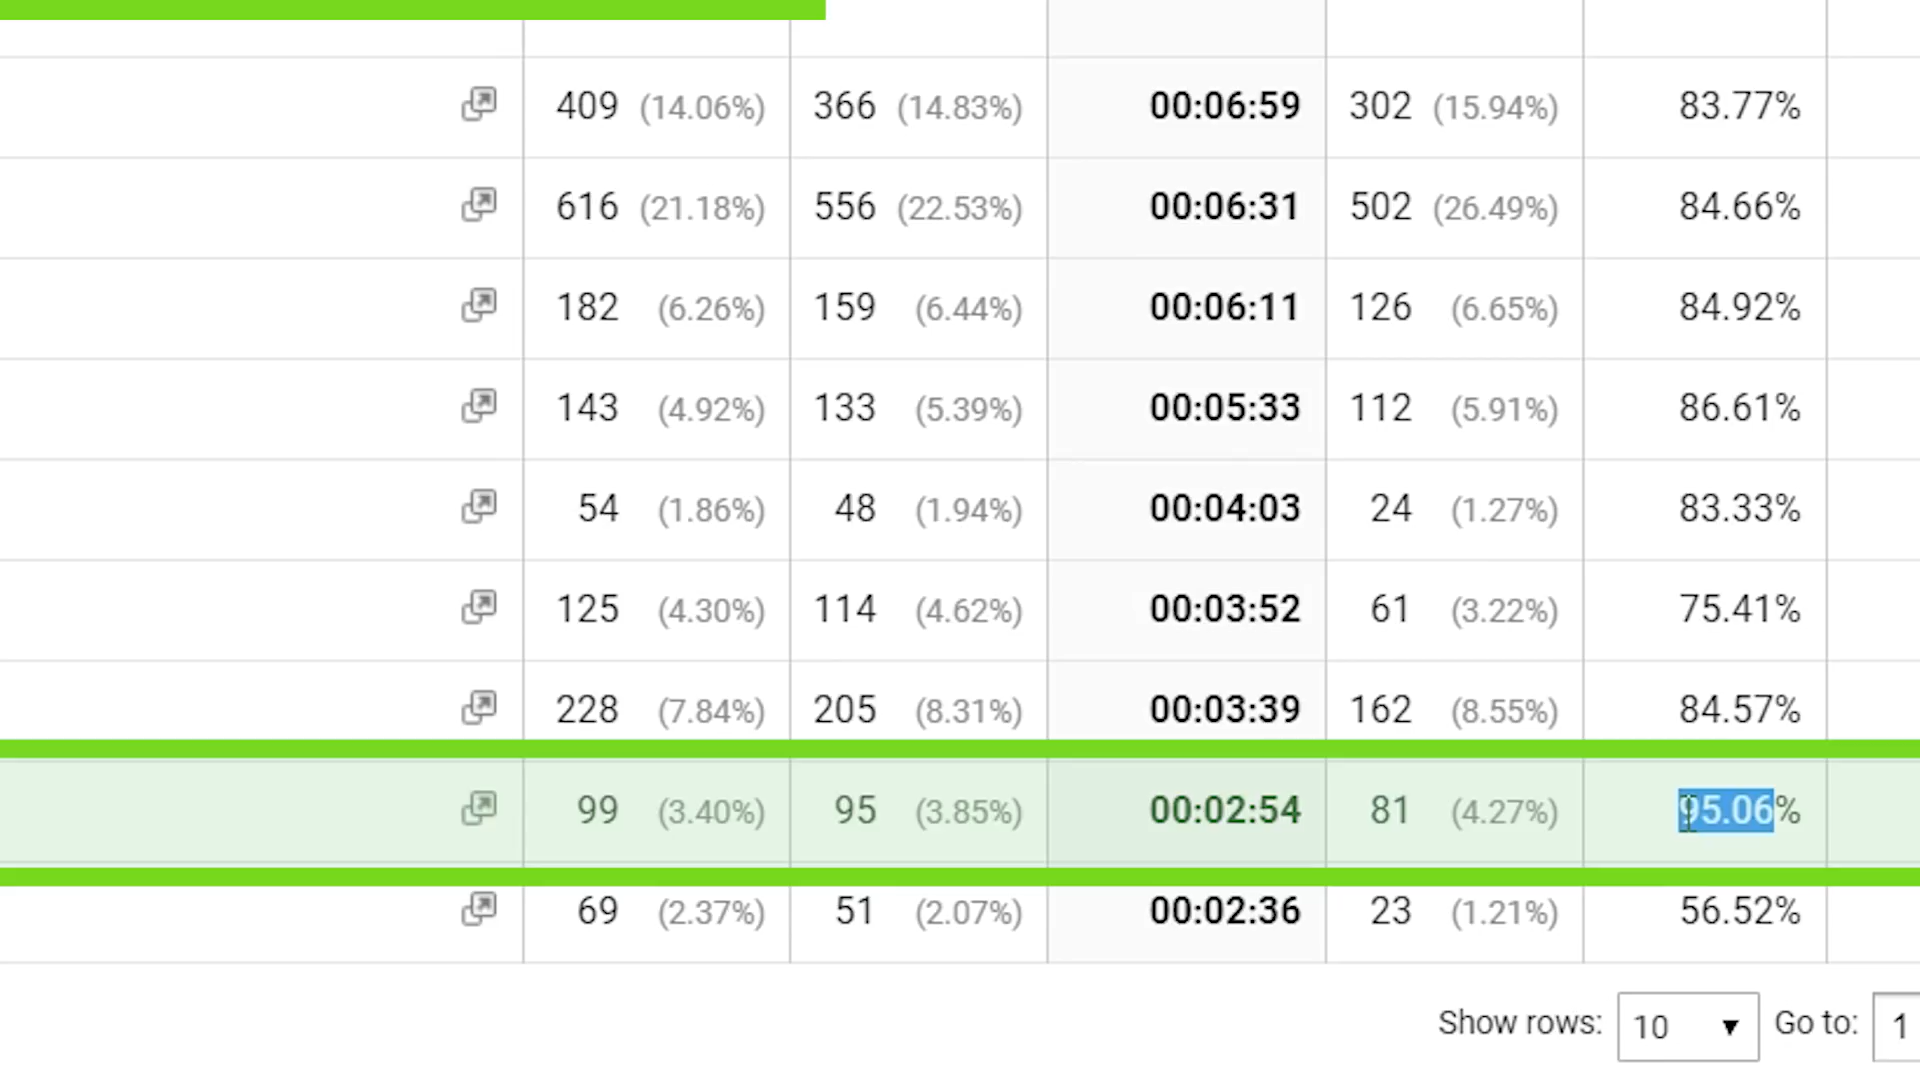 409 (14.06%) 366 (14.83%) 00:06:59 302 (15.94%) 83.77%
616 (21.18%) 556 (22.53%) 00:06:31 502 (26.49%) 84.66%
182 (6.26%) 159 (6.44%) 00:06:11 126 (6.65%) 84.92%
143 (4.92%) 133 (5.39%) 00:05:33 112 (5.91%) 86.61%
54 (1.86%) 48 (1.94%) 00:04:03 24 (1.27%) 83.33%
125 (4.30%) 114 (4.62%) 00:03:52 61 (3.22%) 75.41%
228 (7.84%) 205 (8.31%) 00:03:39 162 (8.55%) 84.57%
99 (3.40%) 95 (3.85%) 00:02:54 81 (4.27%) 95.06%
69 (2.37%) 51 (2.07%) 00:02:36 23 (1.21%) 56.52%
Show rows: 10 Go to: 1